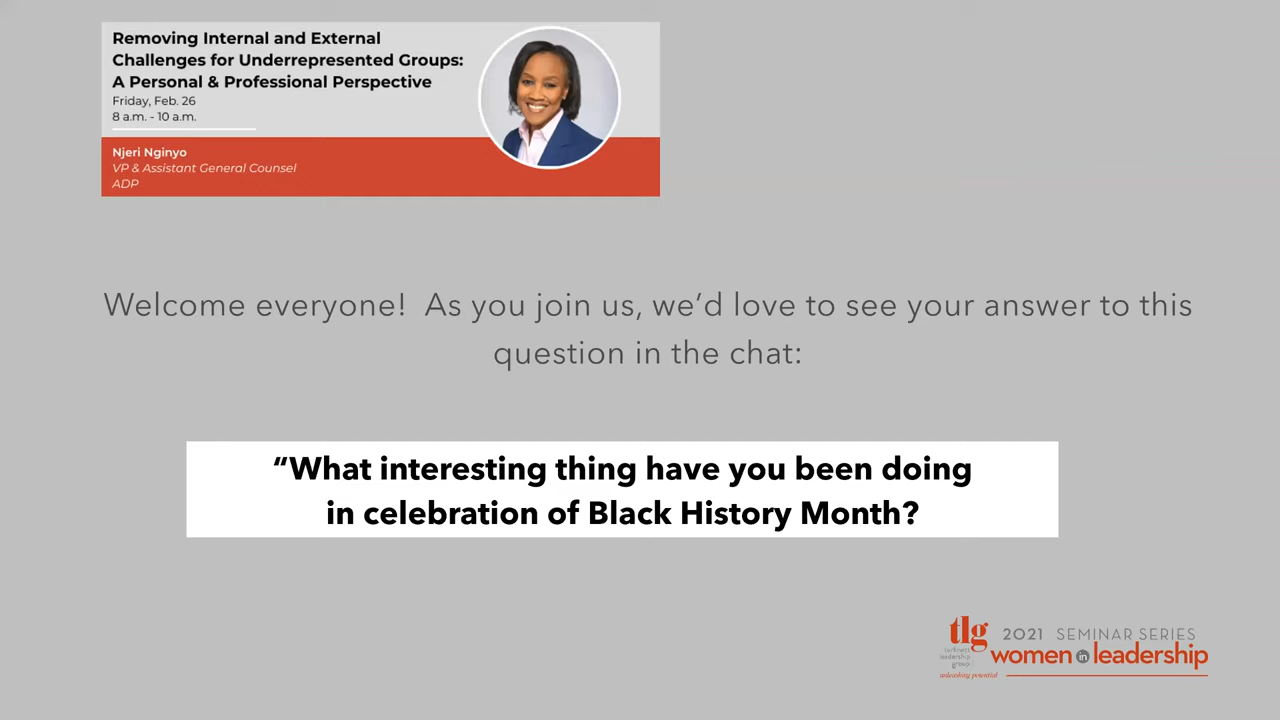 Removing Internal and External
Challenges for Underrepresented Groups:
A Personal & Professional Perspective
Friday, Feb. 26
8 a.m. - 10 a.m.
Njeri Nginyo
VP & Assistant General Counsel
ADP
Welcome everyone! As you join us, we’d love to see your answer to this
question in the chat:
“What interesting thing have you been doing
in celebration of Black History Month?
tlg 2021 SEMINAR SERIES
turknett
leadership
group
women in leadership
unleashing potential